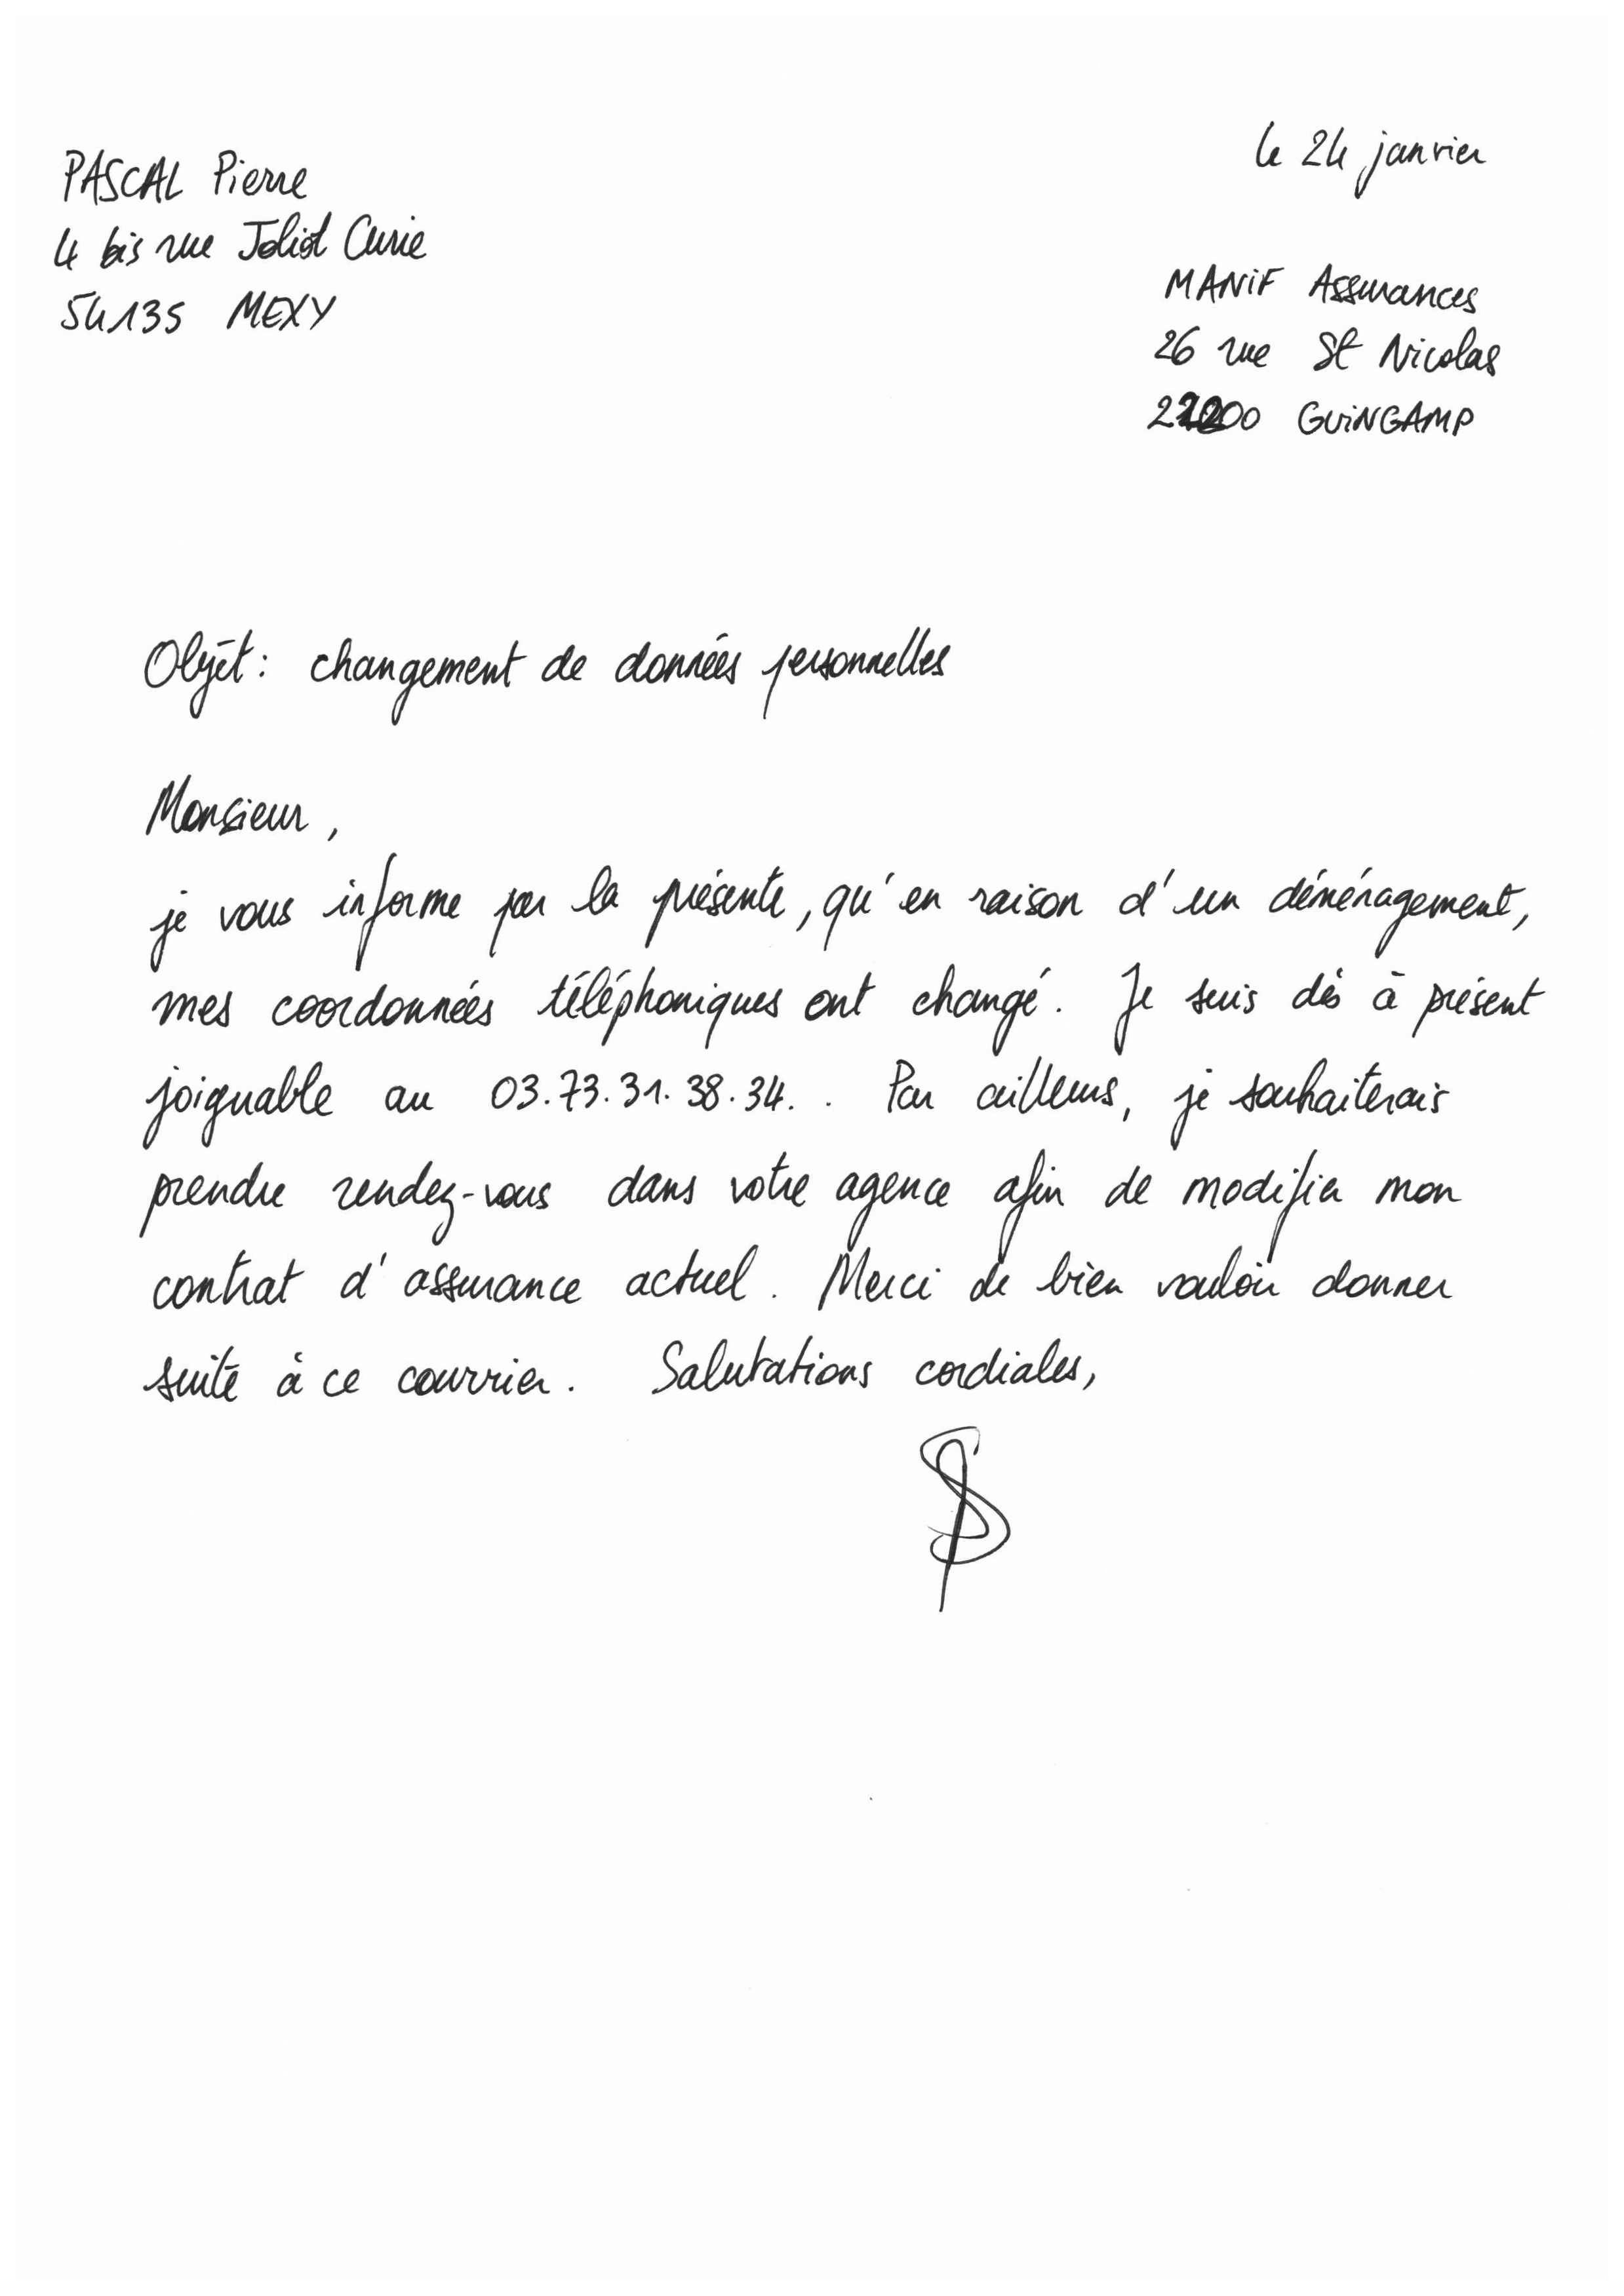 PASCAL Pierre
4 bis rue Joliot Curie
54135 MEXY
le 24 janvier
MANiF Assurances
26 rue St Nicolas
22200 GUiNGAMP
Objet : changement de données personnelles
Monsieur,
je vous informe par la présente, qu'en raison d'un déménagement,
mes coordonnées téléphoniques ont changé. Je suis dès à présent
joignable au 03.73.31.38.34. . Par ailleurs, je souhaiterais
prendre rendez-vous dans votre agence afin de modifier mon
contrat d'assurance actuel. Merci de bien vouloir donner
suite à ce courrier. Salutations cordiales,